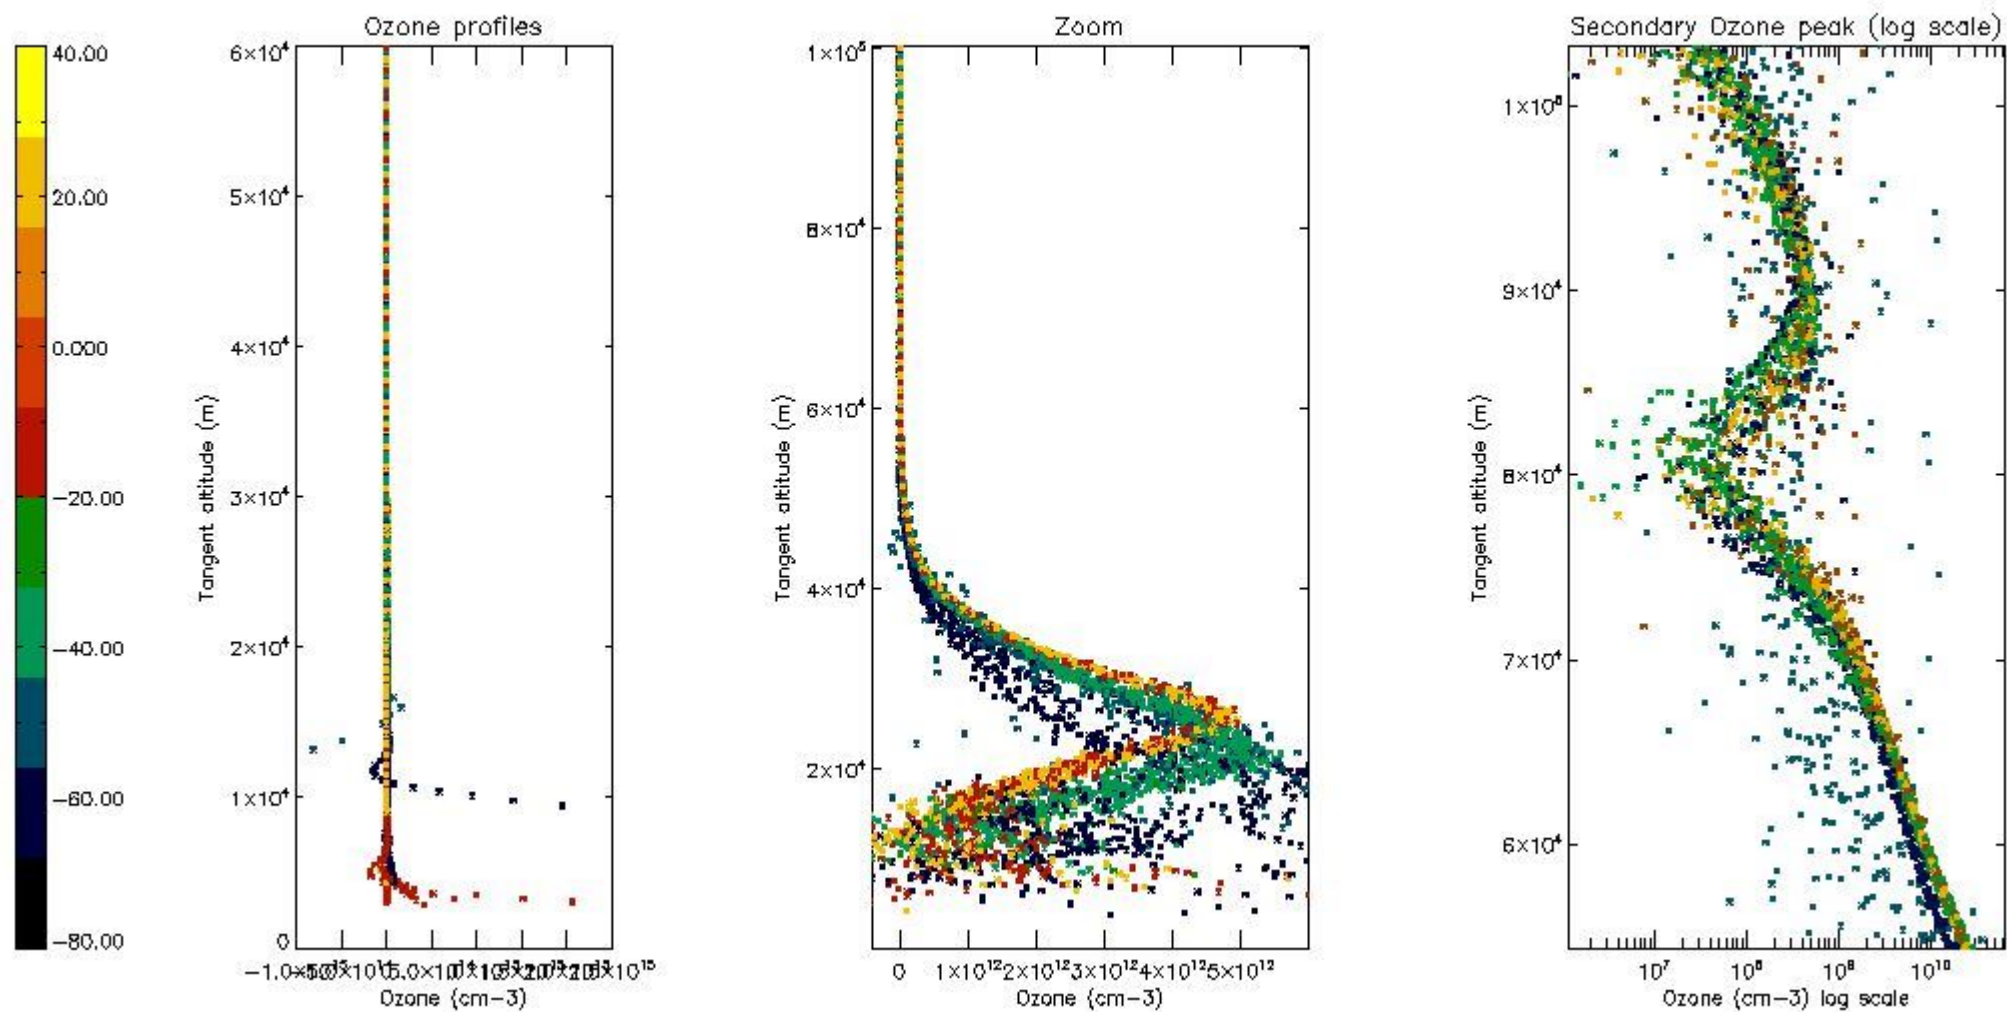 Ozone profiles
Zoom
Secondary Ozone peak (log scale)
40.00
20.00
0.000
−20.00
−40.00
−60.00
−80.00
6×10⁴
5×10⁴
4×10⁴
3×10⁴
2×10⁴
1×10⁴
0
Tangent altitude (m)
Ozone (cm−3)
1×10⁵
8×10⁴
6×10⁴
4×10⁴
2×10⁴
Tangent altitude (m)
0 1×10¹² 2×10¹² 3×10¹² 4×10¹² 5×10¹²
Ozone (cm−3)
9×10⁴
8×10⁴
7×10⁴
6×10⁴
Tangent altitude (m)
10⁷ 10⁸ 10⁹ 10¹⁰
Ozone (cm−3) log scale